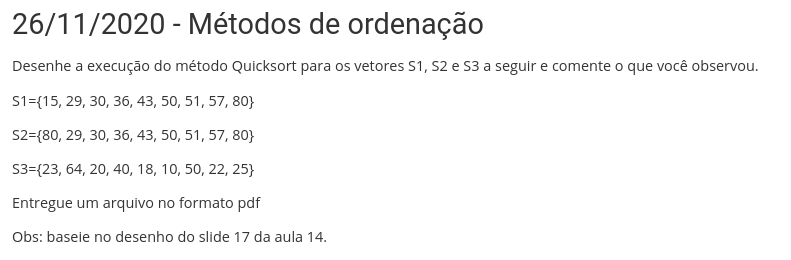 26/11/2020 - Métodos de ordenação
Desenhe a execução do método Quicksort para os vetores S1, S2 e S3 a seguir e comente o que você observou.
S1={15, 29, 30, 36, 43, 50, 51, 57, 80}
S2={80, 29, 30, 36, 43, 50, 51, 57, 80}
S3={23, 64, 20, 40, 18, 10, 50, 22, 25}
Entregue um arquivo no formato pdf
Obs: baseie no desenho do slide 17 da aula 14.